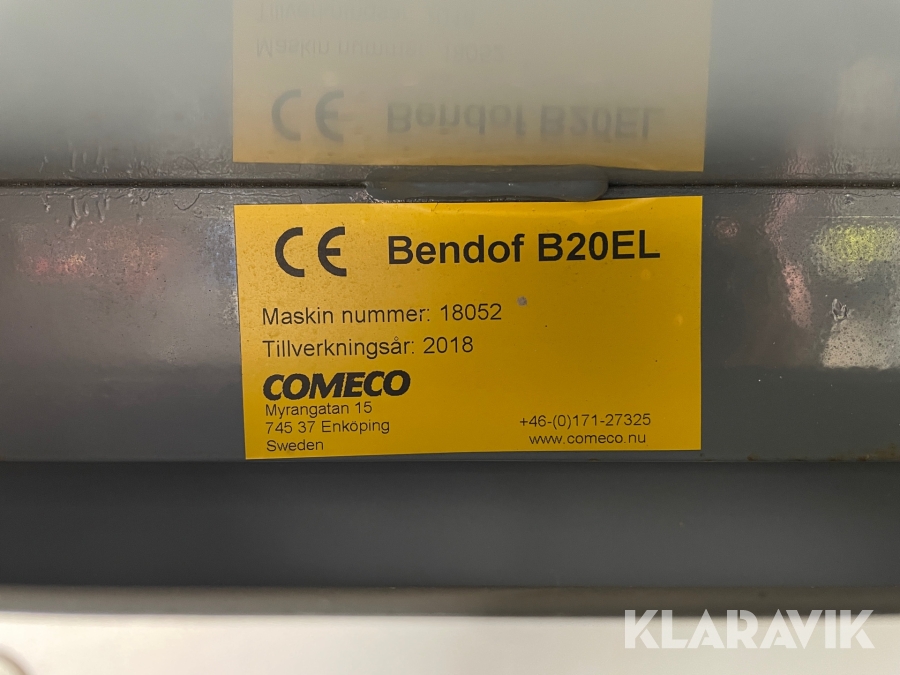 CE Bendof B20EL
Maskin nummer: 18052
Tillverkningsår: 2018
COMECO
Myrangatan 15
745 37 Enköping
Sweden
+46-(0)171-27325
www.comeco.nu
KLARAVIK